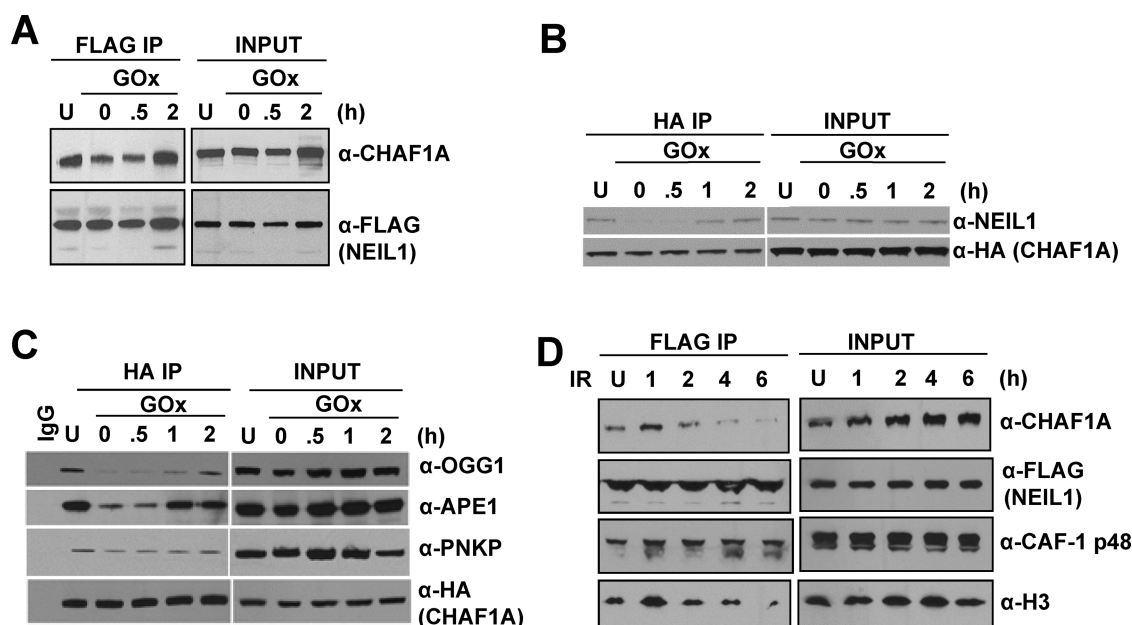 A
FLAG IP INPUT
GOx GOx
U 0 .5 2 U 0 .5 2 (h)
α-CHAF1A
α-FLAG
(NEIL1)
B
HA IP INPUT
GOx GOx
U 0 .5 1 2 U 0 .5 1 2 (h)
α-NEIL1
α-HA (CHAF1A)
C
HA IP INPUT
GOx GOx
IgG U 0 .5 1 2 U 0 .5 1 2 (h)
α-OGG1
α-APE1
α-PNKP
α-HA
(CHAF1A)
D
FLAG IP INPUT
IR U 1 2 4 6 U 1 2 4 6 (h)
α-CHAF1A
α-FLAG
(NEIL1)
α-CAF-1 p48
α-H3